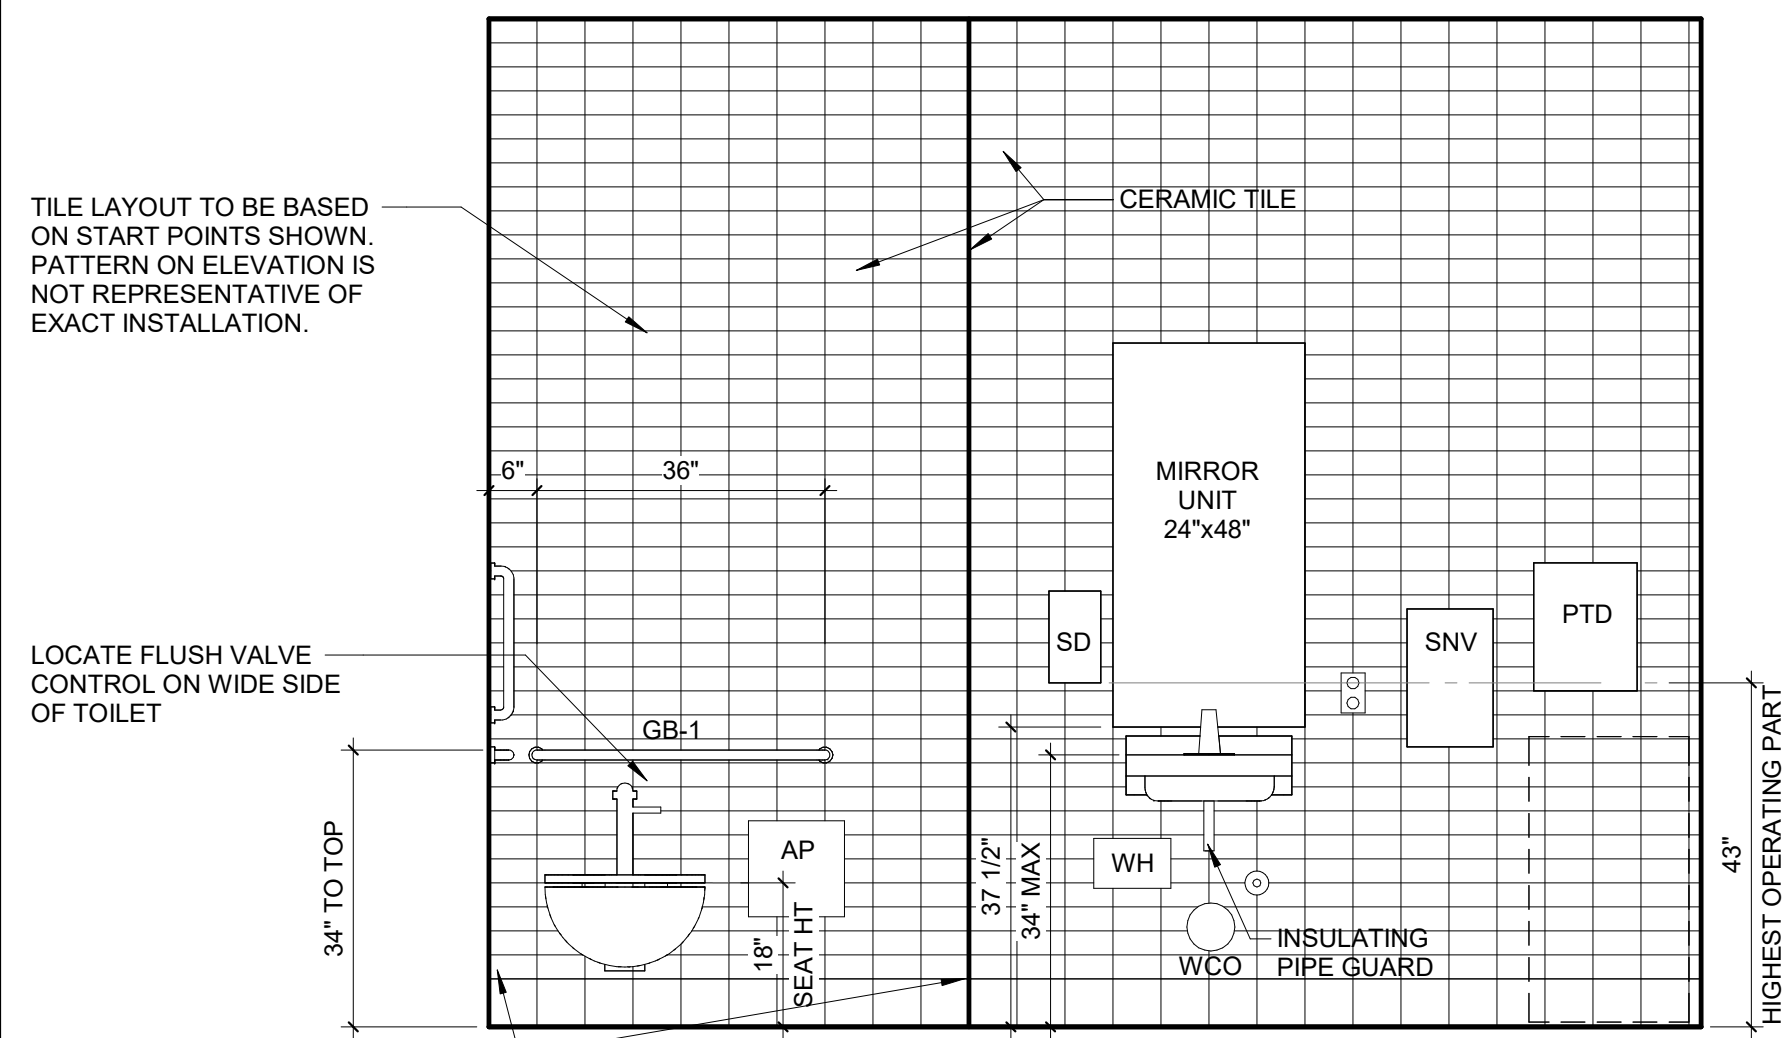 TILE LAYOUT TO BE BASED
ON START POINTS SHOWN.
PATTERN ON ELEVATION IS
NOT REPRESENTATIVE OF
EXACT INSTALLATION.
CERAMIC TILE
6"
36"
MIRROR
UNIT
24"x48"
LOCATE FLUSH VALVE
CONTROL ON WIDE SIDE
OF TOILET
GB-1
SD
SNV
PTD
34" TO TOP
AP
18"
SEAT HT
37 1/2"
34" MAX
WH
WCO
INSULATING
PIPE GUARD
43"
HIGHEST OPERATING PART